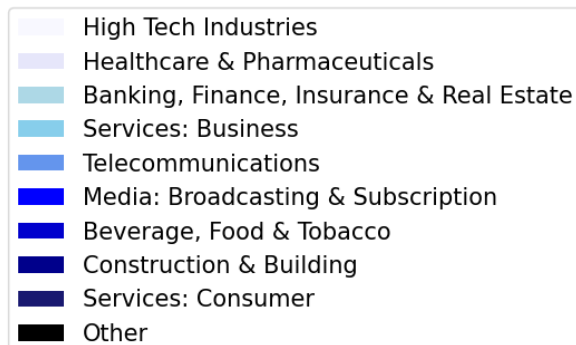 High Tech Industries
Healthcare & Pharmaceuticals
Banking, Finance, Insurance & Real Estate
Services: Business
Telecommunications
Media: Broadcasting & Subscription
Beverage, Food & Tobacco
Construction & Building
Services: Consumer
Other